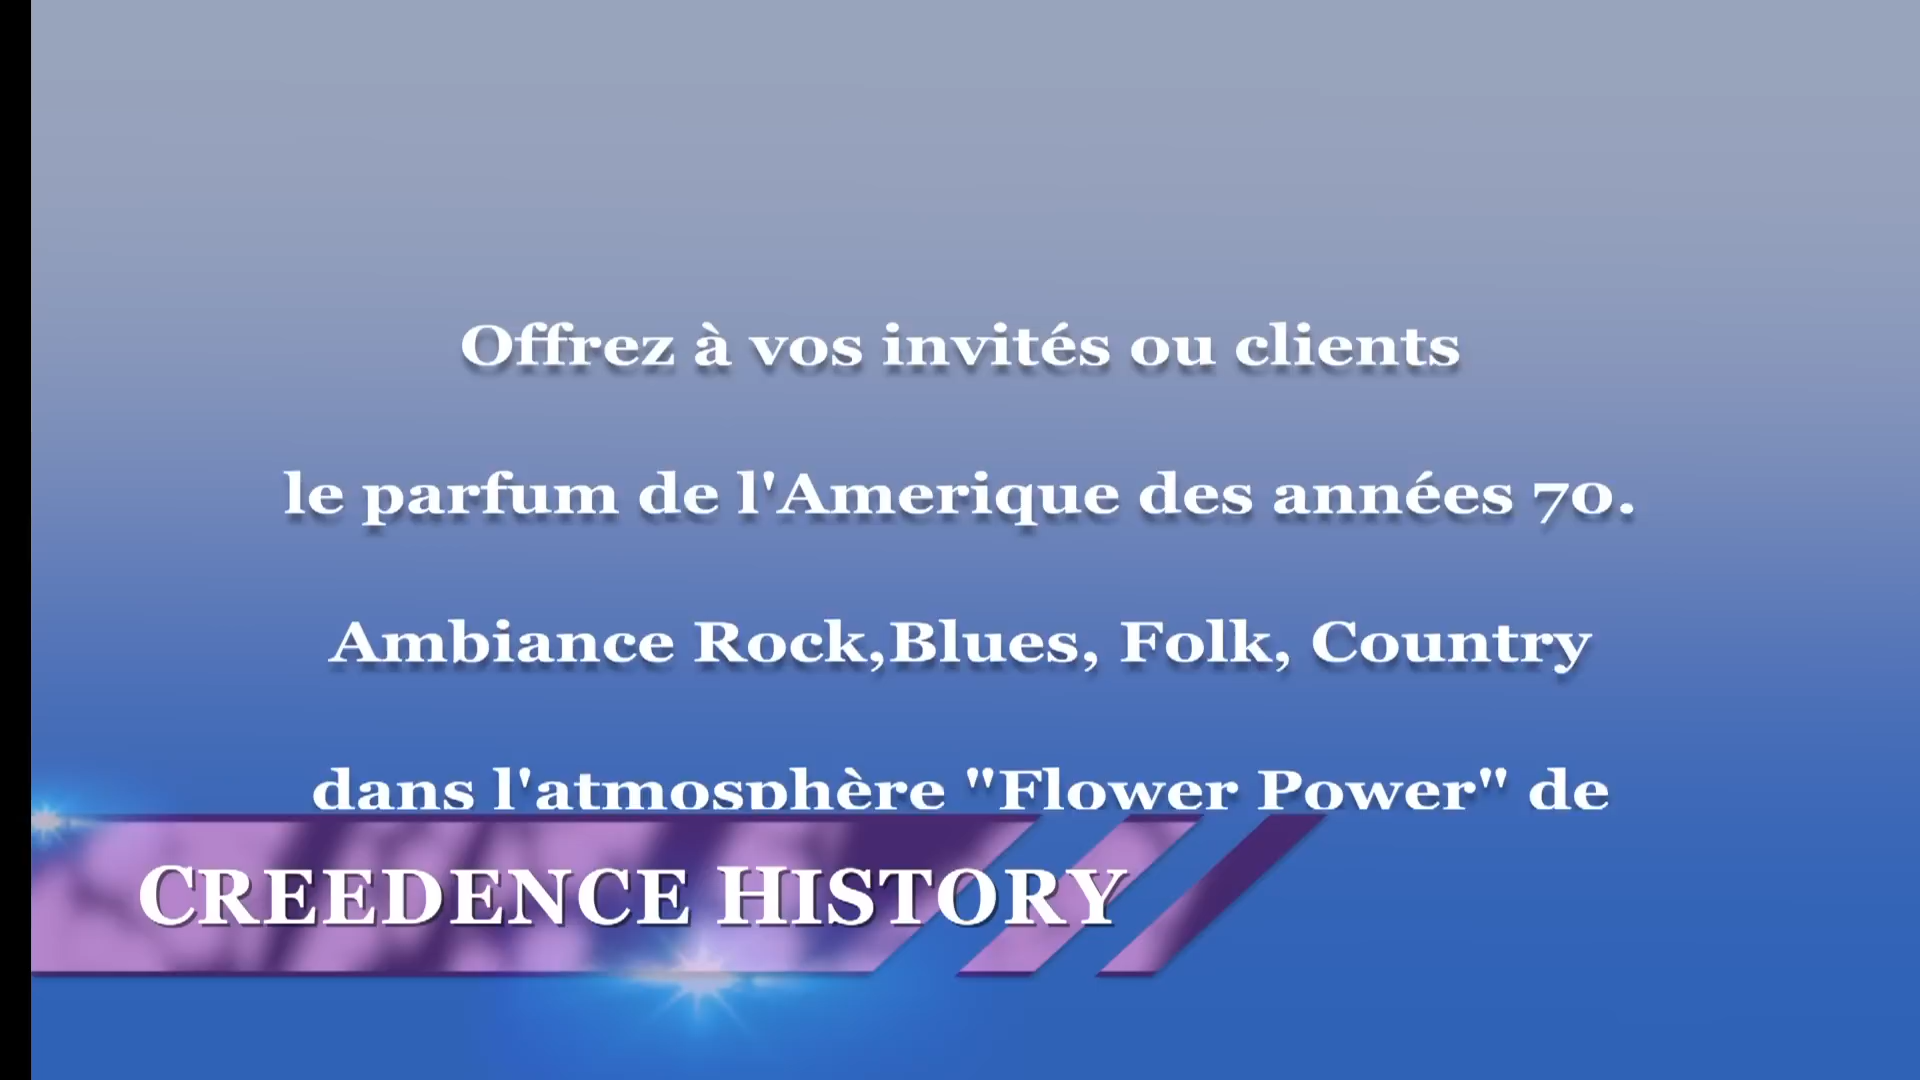 Offrez à vos invités ou clients
le parfum de l'Amerique des années 70.
Ambiance Rock,Blues, Folk, Country
dans l'atmosphère "Flower Power" de
CREEDENCE HISTORY